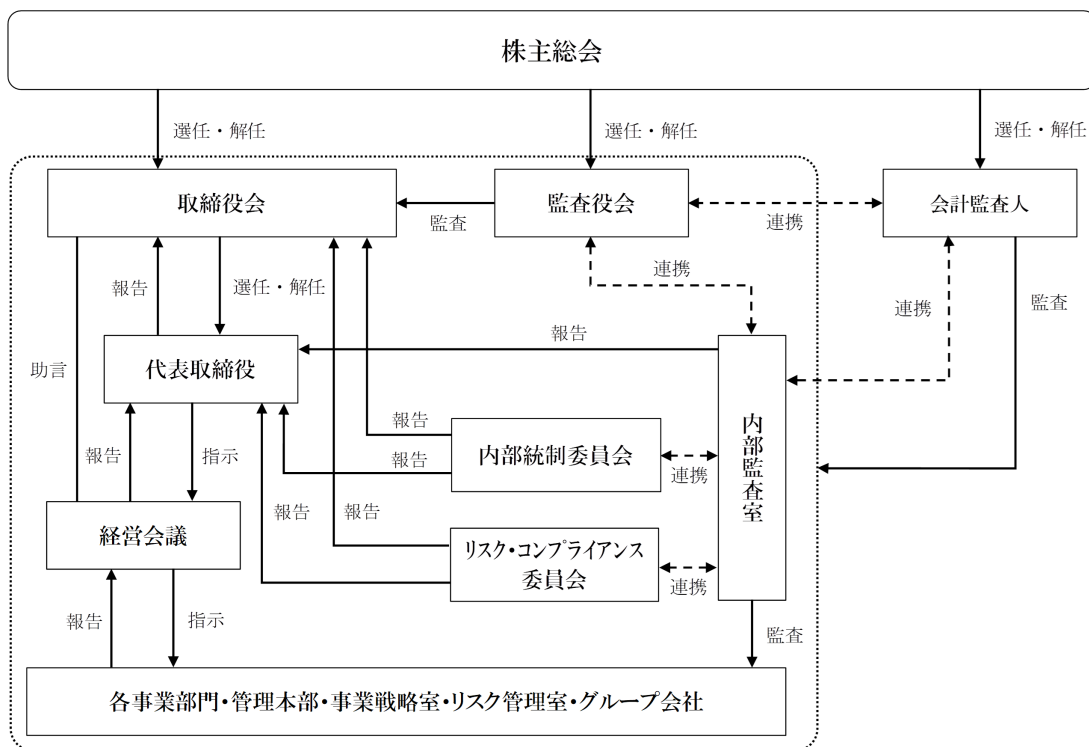 株主総会
選任・解任
選任・解任
選任・解任
取締役会
監査
監査役会
連携
会計監査人
報告
選任・解任
連携
連携
監査
助言
代表取締役
報告
報告
指示
報告
報告
内部統制委員会
連携
内部監査室
経営会議
報告
報告
リスク・コンプライアンス
委員会
連携
報告
指示
監査
各事業部門・管理本部・事業戦略室・リスク管理室・グループ会社